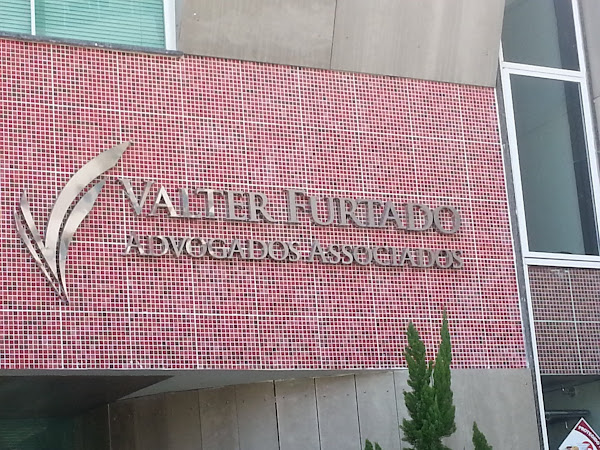 VALTER FURTADO
ADVOGADOS ASSOCIADOS